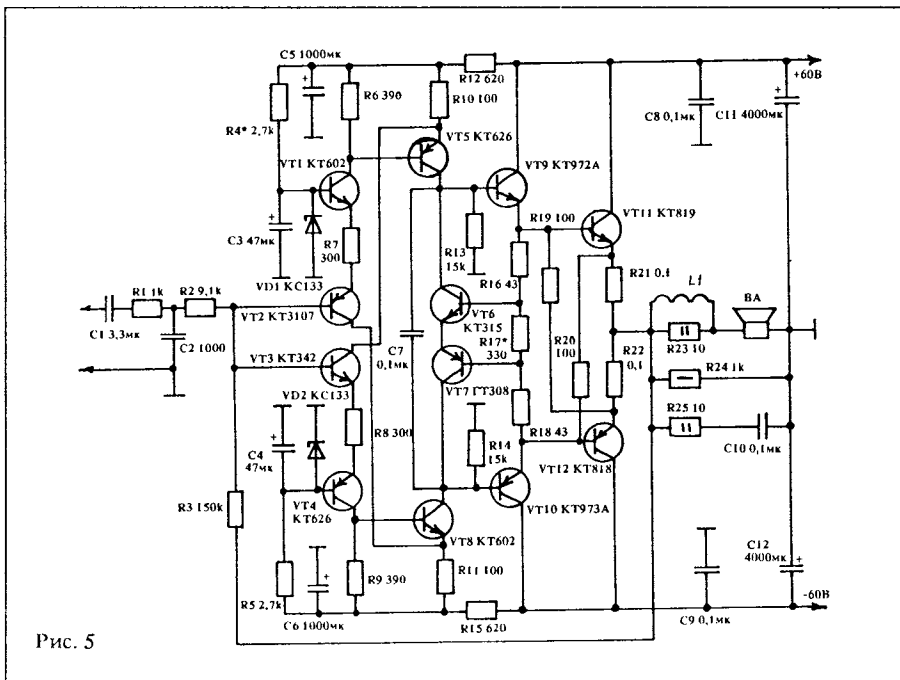 C5 1000мк
R12 620
+60В
R6 390
R10 100
C8 0,1мк
C11 4000мк
R4* 2,7k
VT5 KT626
VT1 KT602
VT9 KT972A
R19 100
VT11 KT819
C3 47мк
R7
300
R13
15k
VD1 KC133
R16 43
R21 0,1
L1
BA
R1 1k
R2 9,1k
VT2 KT3107
VT6
KT315
C1 3,3мк
C2 1000
VT3 KT342
C7
0,1мк
R17*
330
R20
100
R22
0,1
R23 10
R24 1k
VD2 KC133
VT7 ГТ308
R25 10
C4
47мк
R8 300
R14
15k
R18 43
C10 0,1мк
VT12 KT818
R3 150k
VT4
KT626
VT10 KT973A
VT8 KT602
C12
4000мк
R5 2,7k
R9 390
R11 100
-60В
C6 1000мк
R15 620
C9 0,1мк
Рис. 5